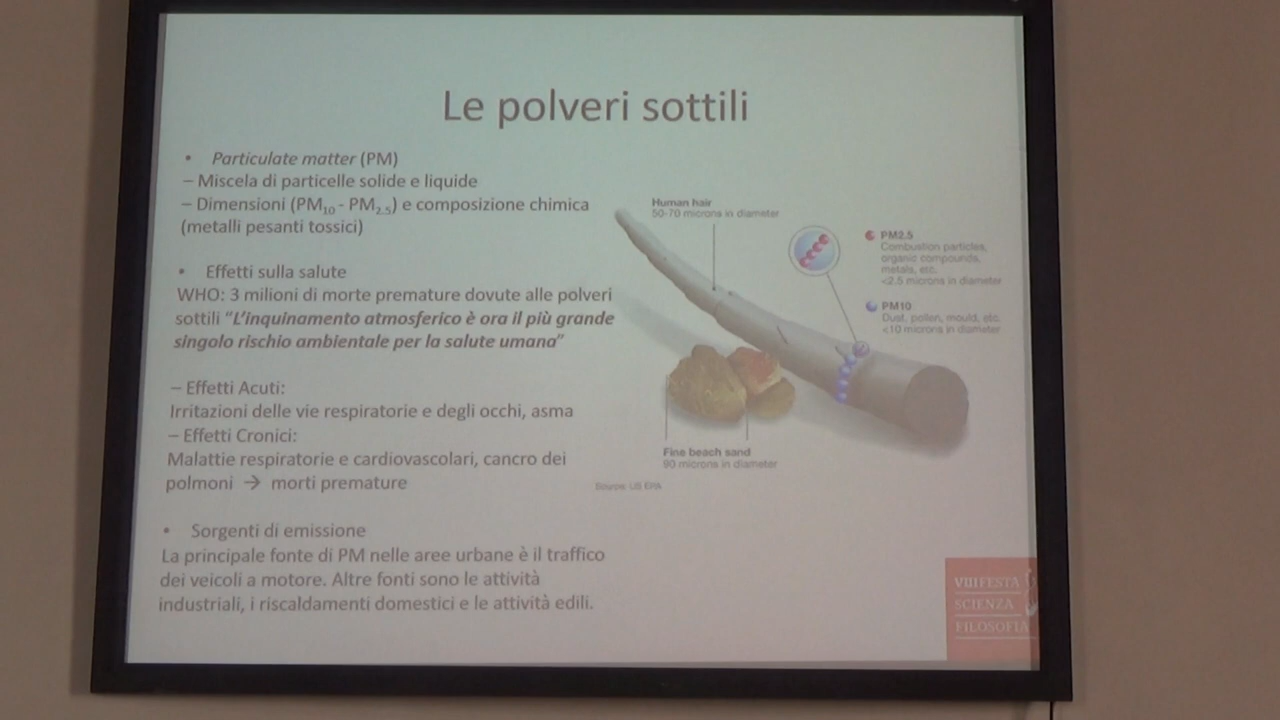 Le polveri sottili
• Particulate matter (PM)
– Miscela di particelle solide e liquide
– Dimensioni (PM10 - PM2.5) e composizione chimica
(metalli pesanti tossici)
• Effetti sulla salute
WHO: 3 milioni di morte premature dovute alle polveri
sottili “L’inquinamento atmosferico è ora il più grande
singolo rischio ambientale per la salute umana”
– Effetti Acuti:
Irritazioni delle vie respiratorie e degli occhi, asma
– Effetti Cronici:
Malattie respiratorie e cardiovascolari, cancro dei
polmoni → morti premature
• Sorgenti di emissione
La principale fonte di PM nelle aree urbane è il traffico
dei veicoli a motore. Altre fonti sono le attività
industriali, i riscaldamenti domestici e le attività edili.
Human hair
50-70 microns in diameter
PM2.5
Combustion particles,
organic compounds,
metals, etc.
<2.5 microns in diameter
PM10
Dust, pollen, mould, etc.
<10 microns in diameter
Fine beach sand
90 microns in diameter
Source: US EPA
VIII FESTA
SCIENZA
FILOSOFIA